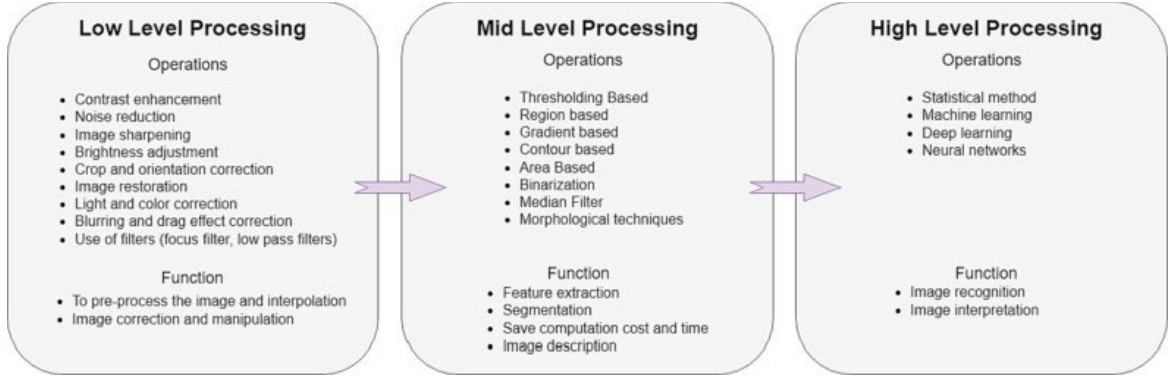 Low Level Processing
Operations
• Contrast enhancement
• Noise reduction
• Image sharpening
• Brightness adjustment
• Crop and orientation correction
• Image restoration
• Light and color correction
• Blurring and drag effect correction
• Use of filters (focus filter, low pass filters)
Function
• To pre-process the image and interpolation
• Image correction and manipulation
Mid Level Processing
Operations
• Thresholding Based
• Region based
• Gradient based
• Contour based
• Area Based
• Binarization
• Median Filter
• Morphological techniques
Function
• Feature extraction
• Segmentation
• Save computation cost and time
• Image description
High Level Processing
Operations
• Statistical method
• Machine learning
• Deep learning
• Neural networks
Function
• Image recognition
• Image interpretation